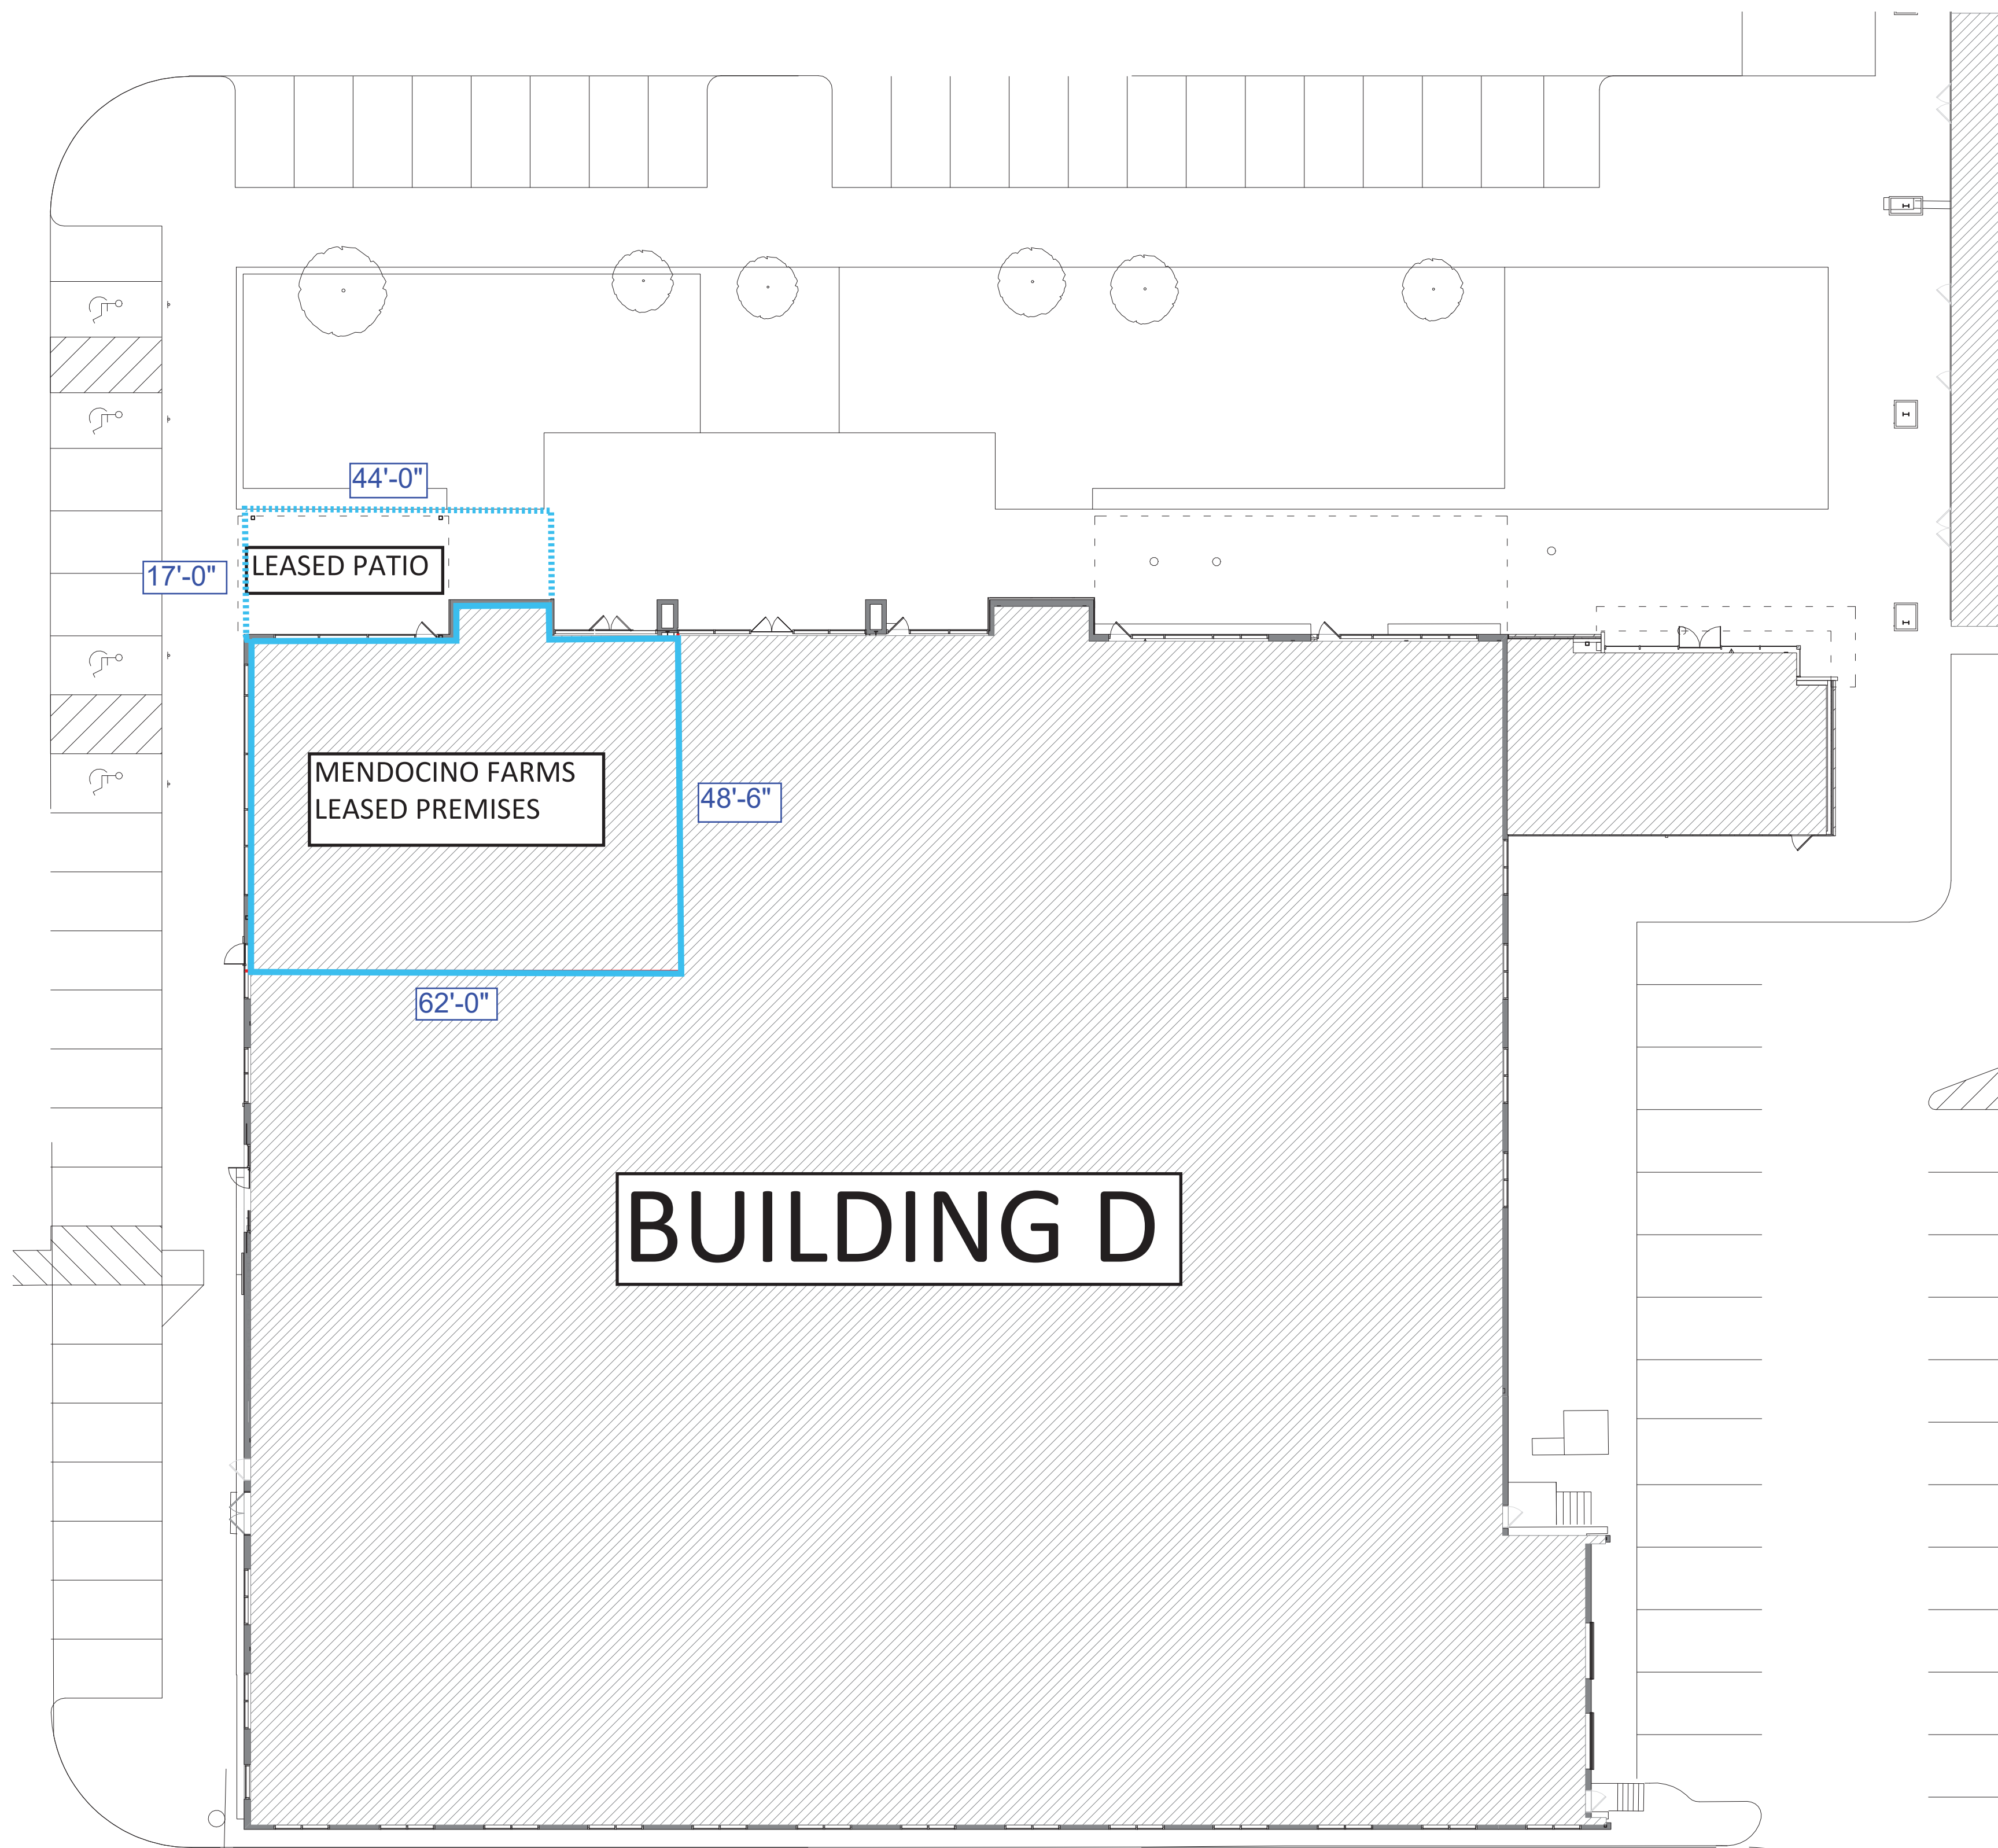 44'-0"
LEASED PATIO
17'-0"
MENDOCINO FARMS
LEASED PREMISES
48'-6"
62'-0"
BUILDING D